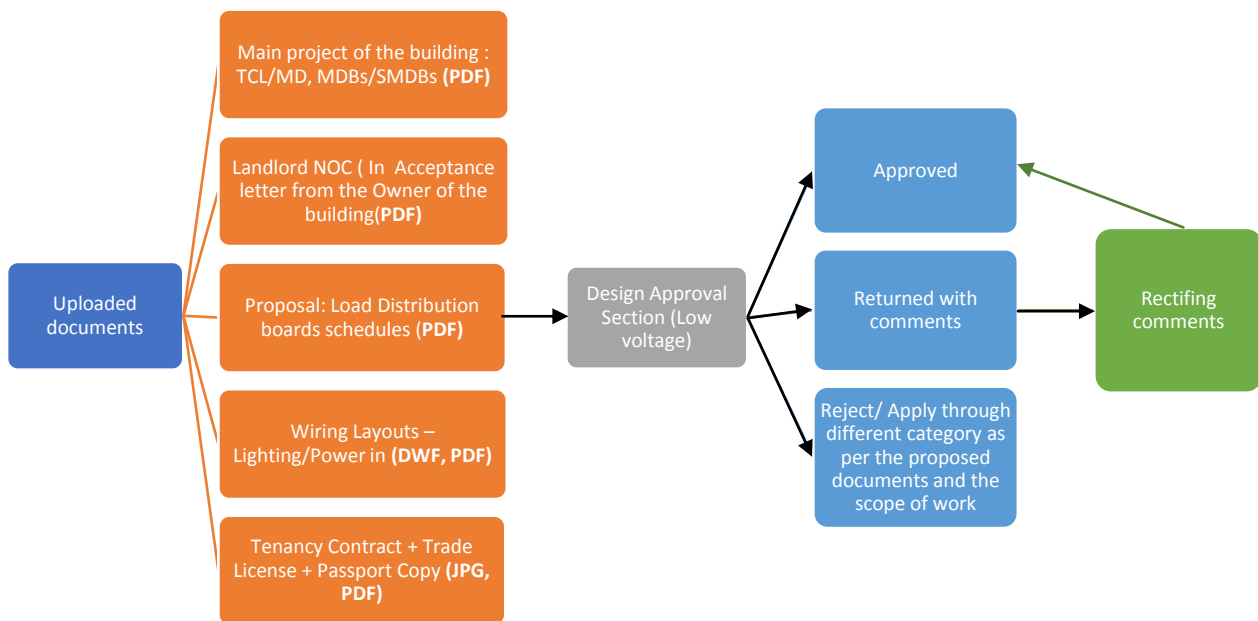 Uploaded
documents
Main project of the building :
TCL/MD, MDBs/SMDBs (PDF)
Landlord NOC ( In Acceptance
letter from the Owner of the
building(PDF)
Proposal: Load Distribution
boards schedules (PDF)
Wiring Layouts –
Lighting/Power in (DWF, PDF)
Tenancy Contract + Trade
License + Passport Copy (JPG,
PDF)
Design Approval
Section (Low
voltage)
Approved
Returned with
comments
Reject/ Apply through
different category as
per the proposed
documents and the
scope of work
Rectifing
comments